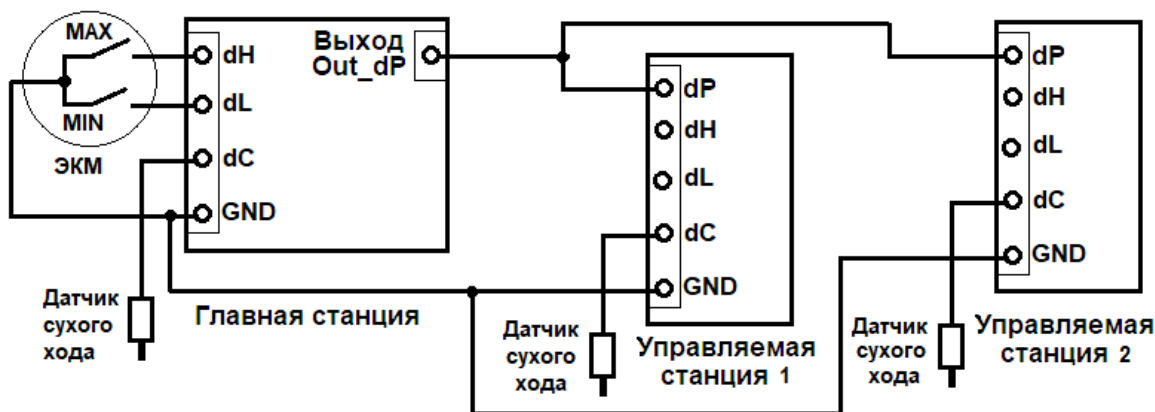 MAX
MIN
ЭКМ
dH
dL
dC
GND
Выход
Out_dP
Датчик
сухого
хода
Главная станция
dP
dH
dL
dC
GND
Датчик
сухого
хода
Управляемая
станция 1
dP
dH
dL
dC
GND
Датчик
сухого
хода
Управляемая
станция 2